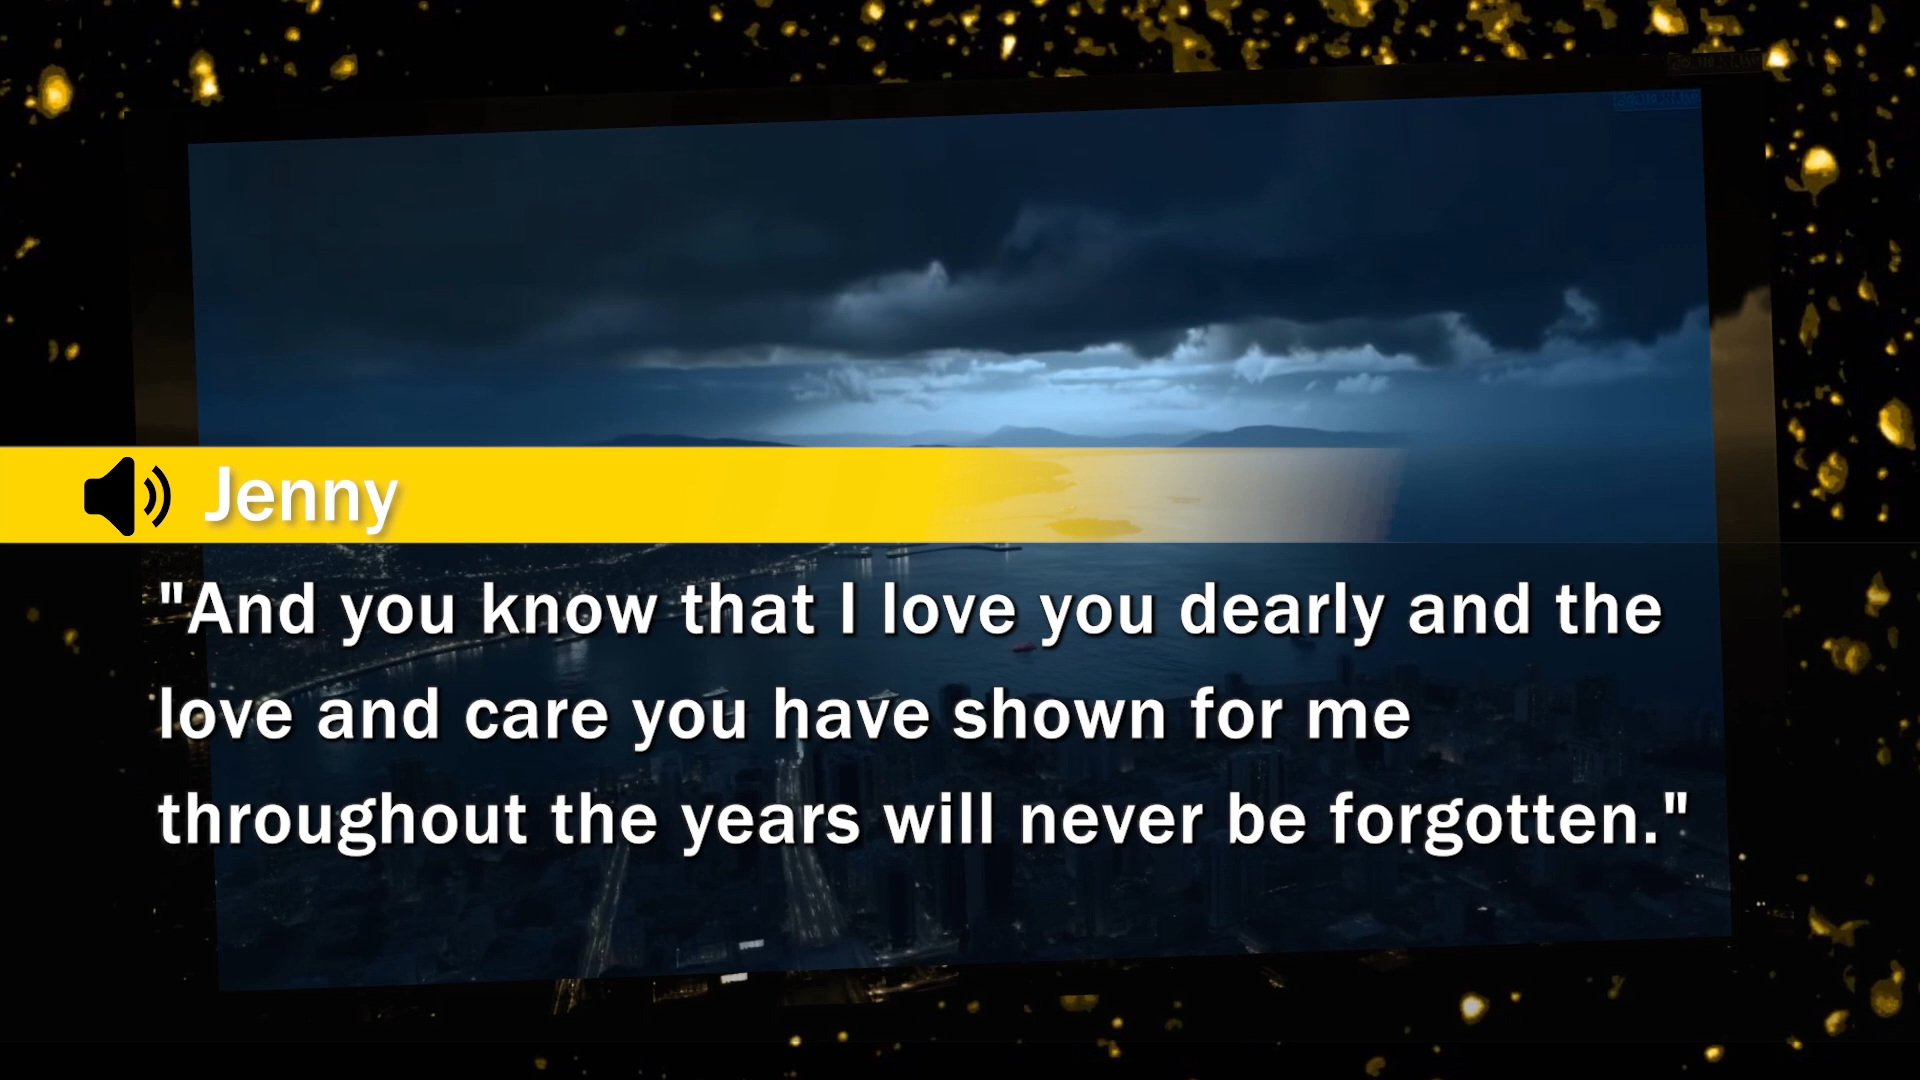 Jenny
"And you know that I love you dearly and the
love and care you have shown for me
throughout the years will never be forgotten."